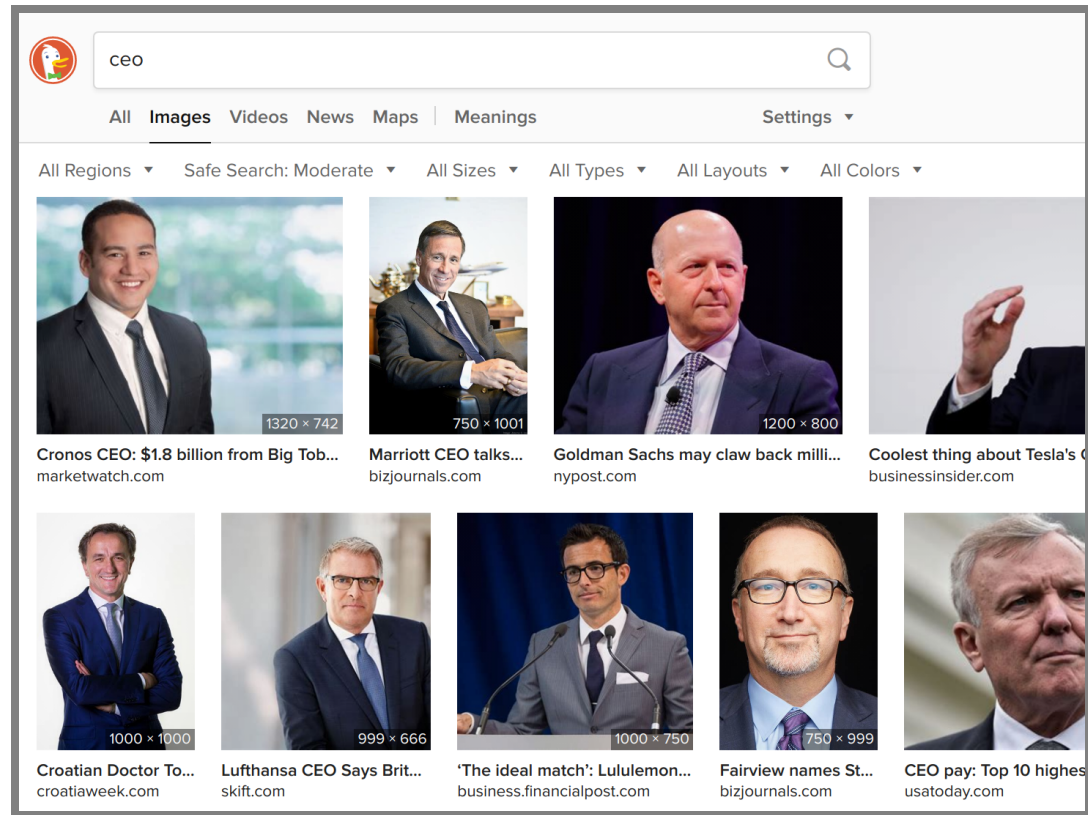 ceo
All Images Videos News Maps Meanings Settings
All Regions Safe Search: Moderate All Sizes All Types All Layouts All Colors
1320 × 742 750 × 1001 1200 × 800
Cronos CEO: $1.8 billion from Big Tob... Marriott CEO talks... Goldman Sachs may claw back milli... Coolest thing about Tesla's
marketwatch.com bizjournals.com nypost.com businessinsider.com
1000 × 1000 999 × 666 1000 × 750 750 × 999
Croatian Doctor To... Lufthansa CEO Says Brit... ‘The ideal match’: Lululemon... Fairview names St... CEO pay: Top 10 highes
croatiaweek.com skift.com business.financialpost.com bizjournals.com usatoday.com